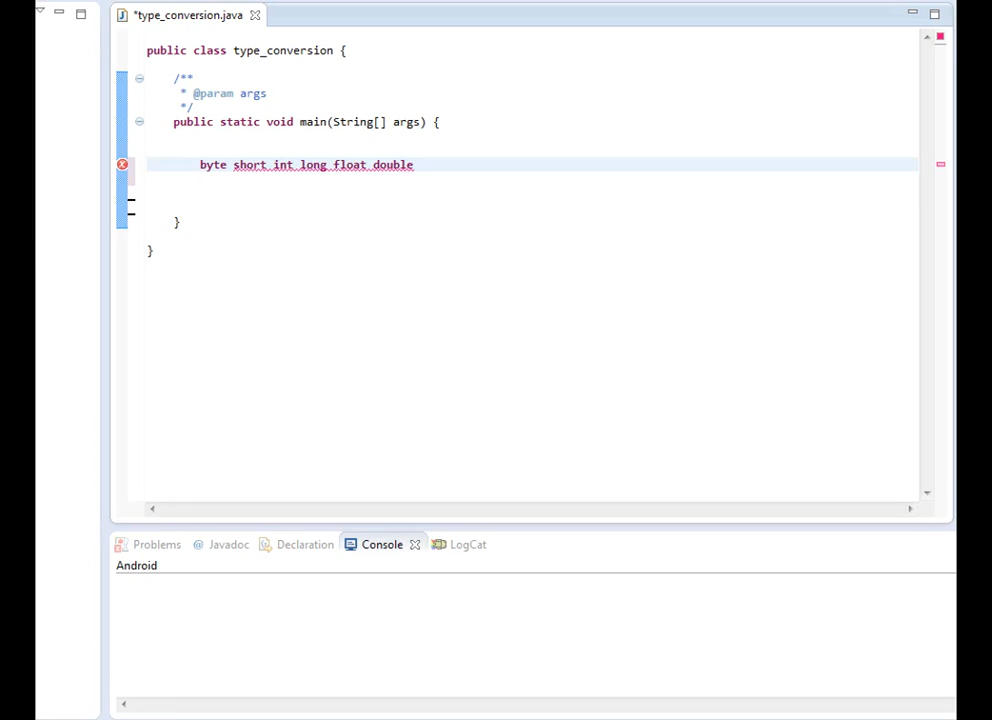 *type_conversion.java
public class type_conversion {
/**
* @param args
*/
public static void main(String[] args) {
byte short int long float double
}
}
Problems @ Javadoc Declaration Console LogCat
Android